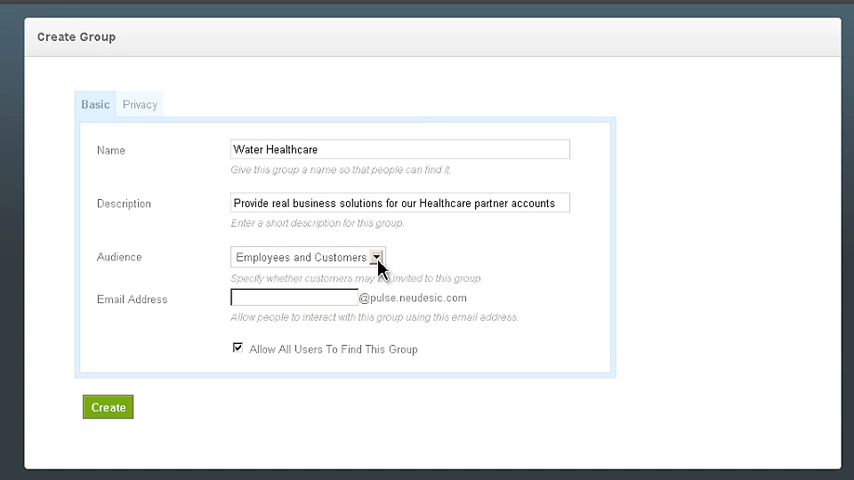 Create Group
Basic Privacy
Name Water Healthcare
Give this group a name so that people can find it.
Description Provide real business solutions for our Healthcare partner accounts
Enter a short description for this group.
Audience Employees and Customers
Specify whether customers may be invited to this group.
Email Address @pulse.neudesic.com
Allow people to interact with this group using this email address.
Allow All Users To Find This Group
Create